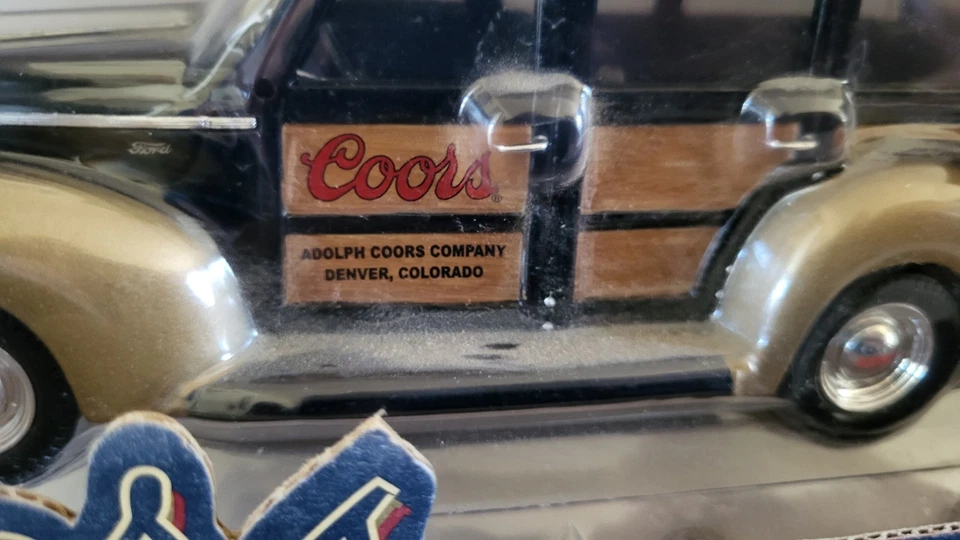 Ford
Coors®
ADOLPH COORS COMPANY
DENVER, COLORADO